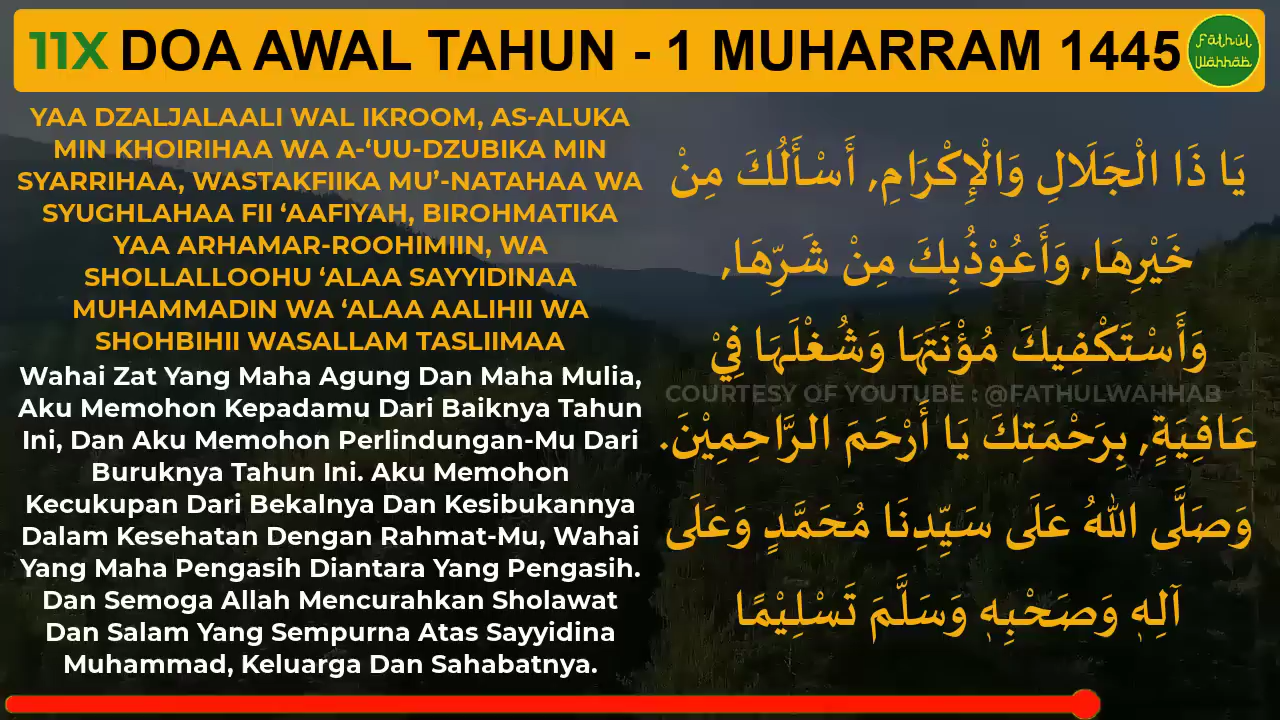 11X DOA AWAL TAHUN - 1 MUHARRAM 1445
Fathul
Wahhab
YAA DZALJALAALI WAL IKROOM, AS-ALUKA
MIN KHOIRIHAA WA A-‘UU-DZUBIKA MIN
SYARRIHAA, WASTAKFIIKA MU’-NATAHAA WA
SYUGHLAHAA FII ‘AAFIYAH, BIROHMATIKA
YAA ARHAMAR-ROOHIMIIN, WA
SHOLLALLOOHU ‘ALAA SAYYIDINAA
MUHAMMADIN WA ‘ALAA AALIHII WA
SHOHBIHII WASALLAM TASLIIMAA
Wahai Zat Yang Maha Agung Dan Maha Mulia,
Aku Memohon Kepadamu Dari Baiknya Tahun
Ini, Dan Aku Memohon Perlindungan-Mu Dari
Buruknya Tahun Ini. Aku Memohon
Kecukupan Dari Bekalnya Dan Kesibukannya
Dalam Kesehatan Dengan Rahmat-Mu, Wahai
Yang Maha Pengasih Diantara Yang Pengasih.
Dan Semoga Allah Mencurahkan Sholawat
Dan Salam Yang Sempurna Atas Sayyidina
Muhammad, Keluarga Dan Sahabatnya.
يَا ذَا الْجَلَالِ وَالْإِكْرَامِ, أَسْأَلُكَ مِنْ
خَيْرِهَا, وَأَعُوْذُبِكَ مِنْ شَرِّهَا,
وَأَسْتَكْفِيكَ مُؤْنَتَهَا وَشُغْلَهَا فِيْ
COURTESY OF YOUTUBE : @FATHULWAHHAB
عَافِيَةٍ, بِرَحْمَتِكَ يَا أَرْحَمَ الرَّاحِمِيْنَ.
وَصَلَّى اللهُ عَلَى سَيِّدِنَا مُحَمَّدٍ وَعَلَى
آلِهٖ وَصَحْبِهٖ وَسَلَّمَ تَسْلِيْمًا